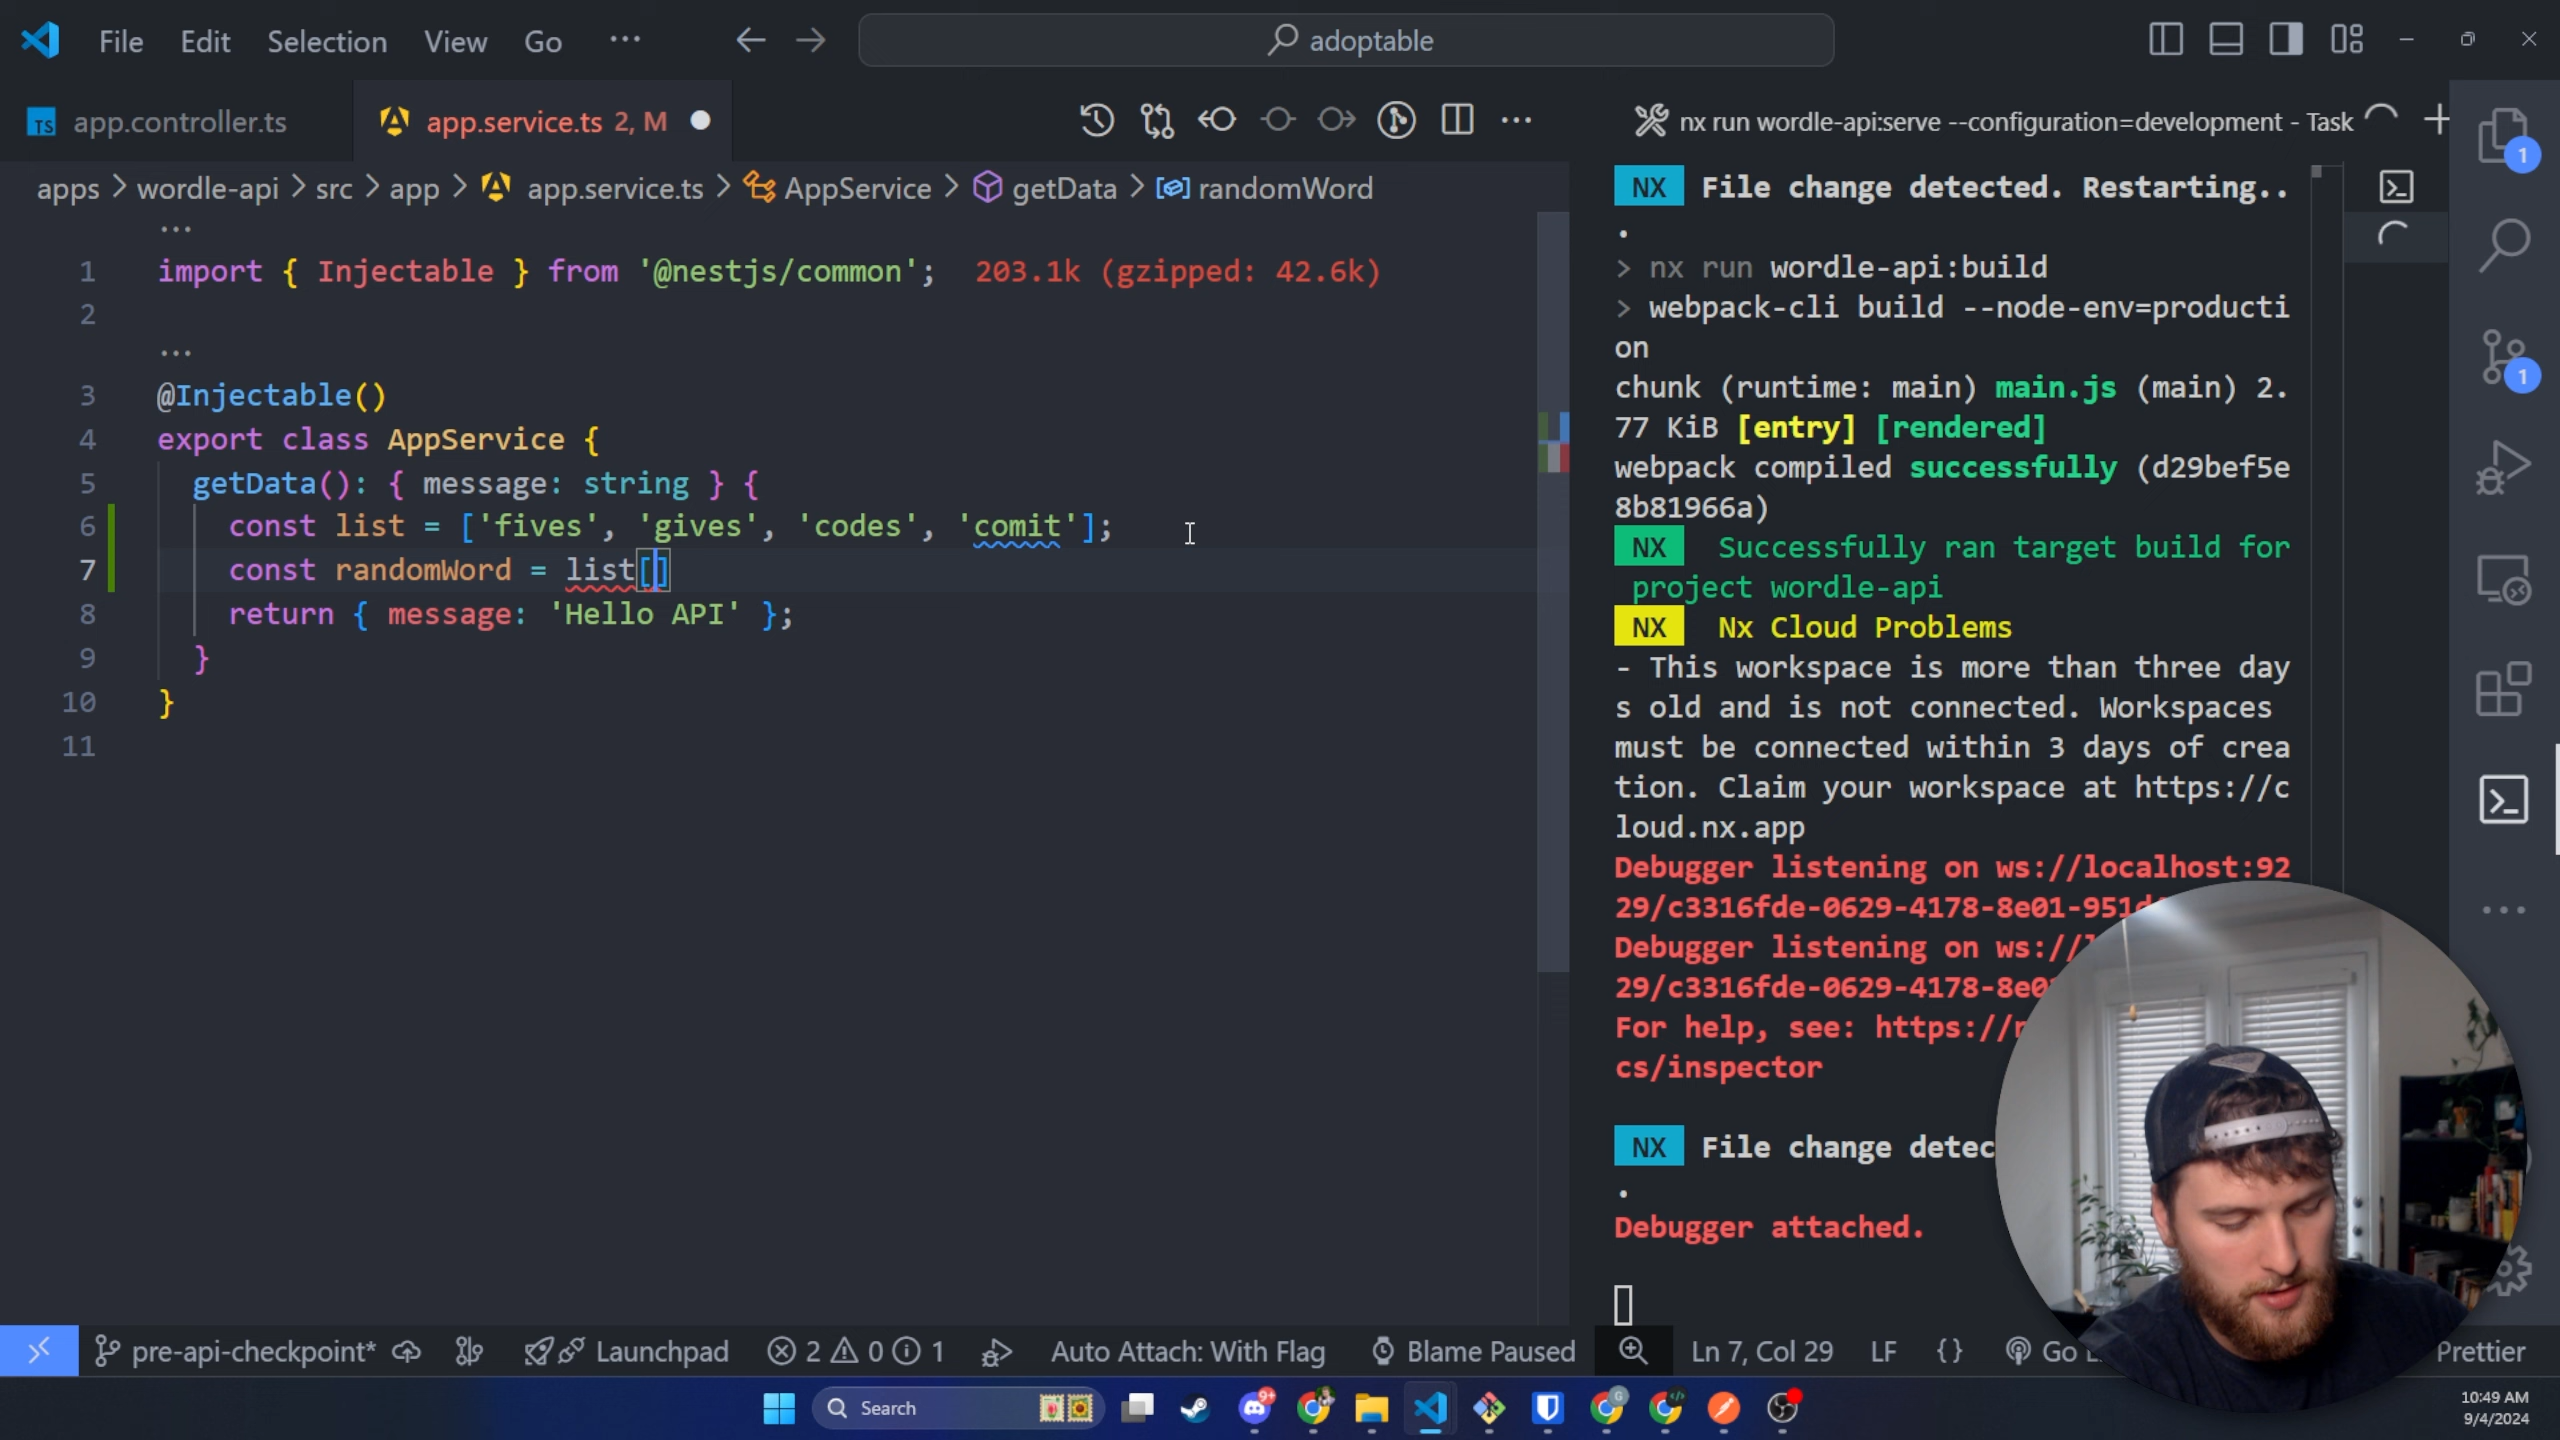 File Edit Selection View Go ··· adoptable
TS app.controller.ts app.service.ts 2, M
nx run wordle-api:serve --configuration=development - Task
apps > wordle-api > src > app > app.service.ts > AppService > getData > randomWord
...
1 import { Injectable } from '@nestjs/common'; 203.1k (gzipped: 42.6k)
2
...
3 @Injectable()
4 export class AppService {
5 getData(): { message: string } {
6 const list = ['fives', 'gives', 'codes', 'comit'];
7 const randomWord = list[]
8 return { message: 'Hello API' };
9 }
10 }
11
NX File change detected. Restarting..
.
> nx run wordle-api:build
> webpack-cli build --node-env=producti
on
chunk (runtime: main) main.js (main) 2.
77 KiB [entry] [rendered]
webpack compiled successfully (d29bef5e
8b81966a)
NX Successfully ran target build for
project wordle-api
NX Nx Cloud Problems
- This workspace is more than three day
s old and is not connected. Workspaces
must be connected within 3 days of crea
tion. Claim your workspace at https://c
loud.nx.app
Debugger listening on ws://localhost:92
29/c3316fde-0629-4178-8e01-951d
Debugger listening on ws://
29/c3316fde-0629-4178-8e0
For help, see: https://
cs/inspector
NX File change detec
.
Debugger attached.
1
1
pre-api-checkpoint* Launchpad 2 0 1 Auto Attach: With Flag Blame Paused Ln 7, Col 29 LF {} Go Prettier
Search 9+ 10:49 AM
9/4/2024